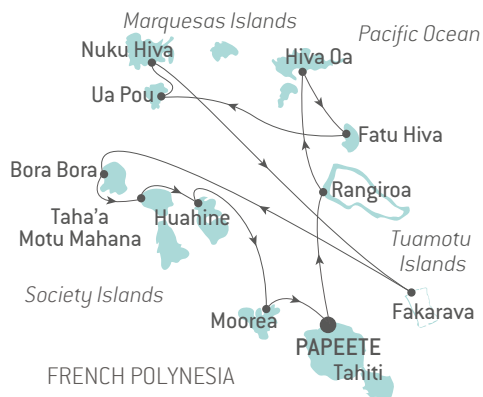 Marquesas Islands
Pacific Ocean
Nuku Hiva
Hiva Oa
Ua Pou
Fatu Hiva
Bora Bora
Rangiroa
Taha'a
Motu Mahana
Huahine
Tuamotu
Islands
Society Islands
Fakarava
Moorea
PAPEETE
Tahiti
FRENCH POLYNESIA